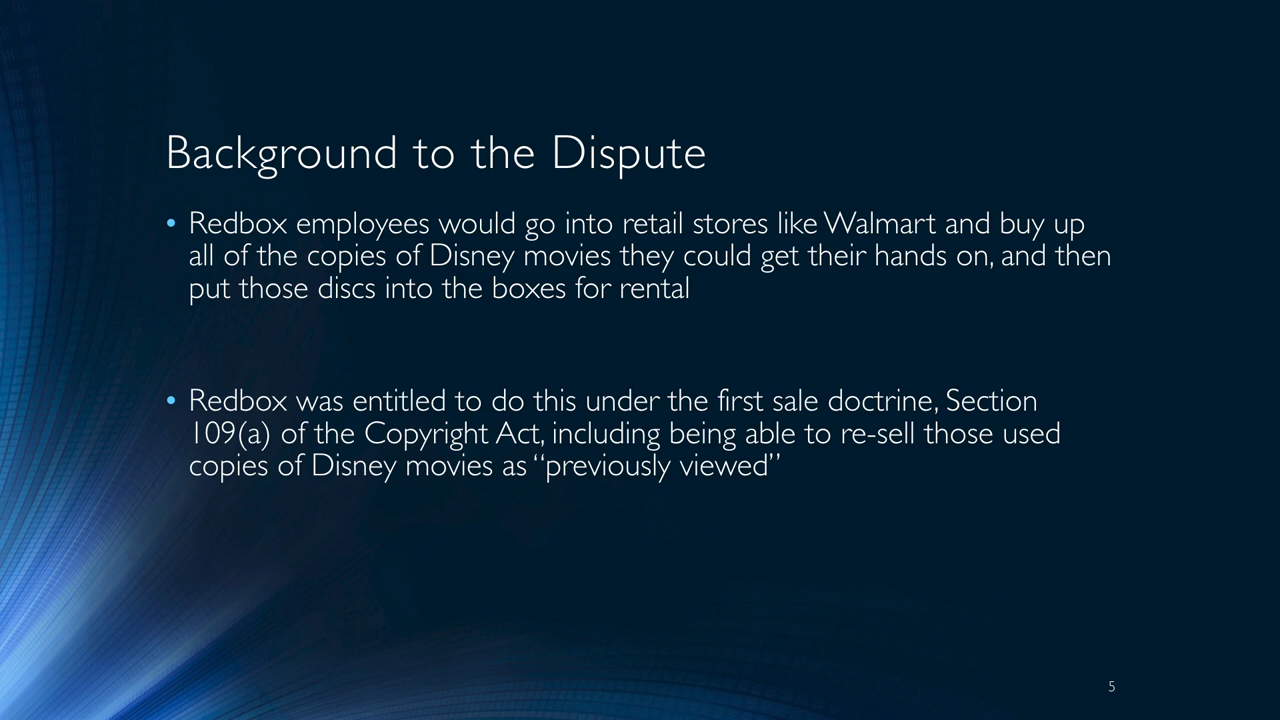 Background to the Dispute
• Redbox employees would go into retail stores like Walmart and buy up
all of the copies of Disney movies they could get their hands on, and then
put those discs into the boxes for rental
• Redbox was entitled to do this under the first sale doctrine, Section
109(a) of the Copyright Act, including being able to re-sell those used
copies of Disney movies as “previously viewed”
5